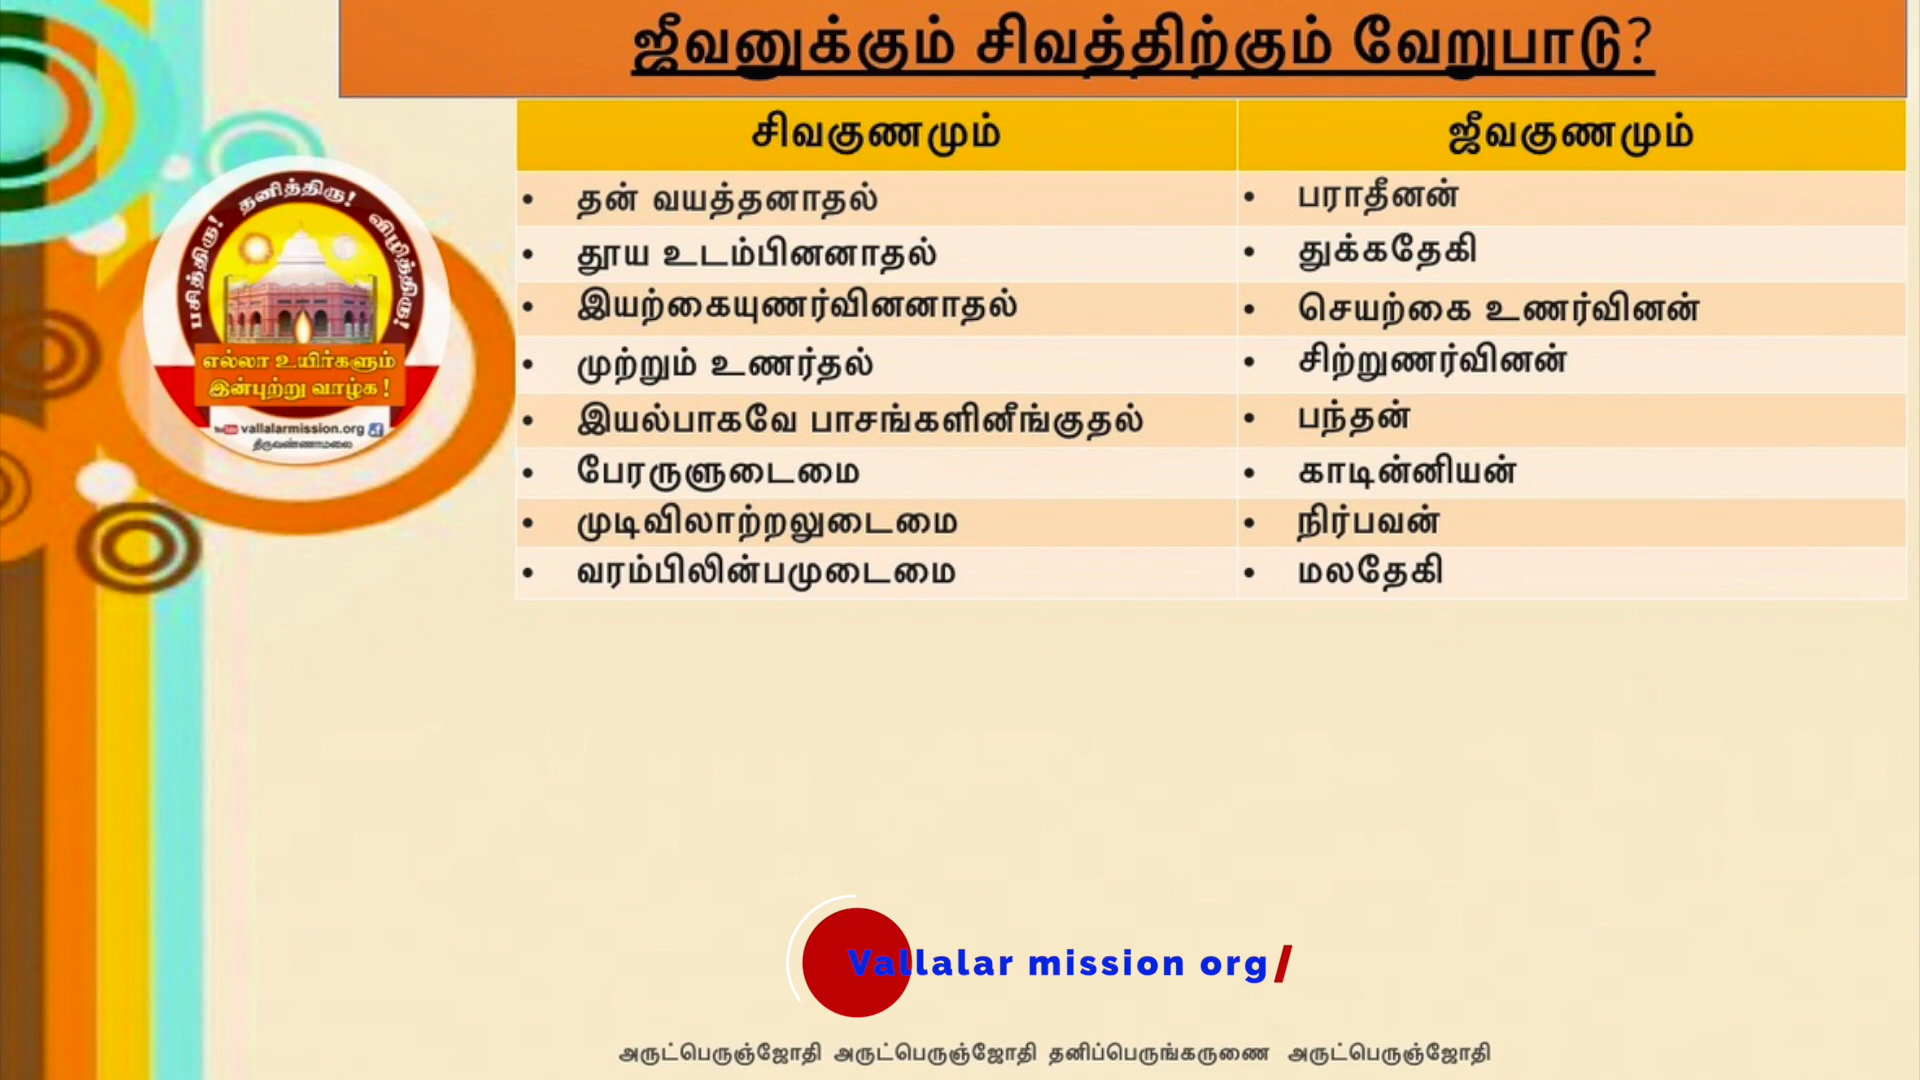 ஜீவனுக்கும் சிவத்திற்கும் வேறுபாடு?
சிவகுணமும் ஜீவகுணமும்
• தன் வயத்தனாதல் • பராதீனன்
• தூய உடம்பினனாதல் • துக்கதேகி
• இயற்கையுணர்வினனாதல் • செயற்கை உணர்வினன்
• முற்றும் உணர்தல் • சிற்றுணர்வினன்
• இயல்பாகவே பாசங்களினீங்குதல் • பந்தன்
• பேரருளுடைமை • காடின்னியன்
• முடிவிலாற்றலுடைமை • நிர்பவன்
• வரம்பிலின்பமுடைமை • மலதேகி
பசித்திரு! தனித்திரு! விழித்திரு!
எல்லா உயிர்களும்
இன்புற்று வாழ்க!
vallalarmission.org
திருவண்ணாமலை
Vallalar mission org/
அருட்பெருஞ்ஜோதி அருட்பெருஞ்ஜோதி தனிப்பெருங்கருணை அருட்பெருஞ்ஜோதி